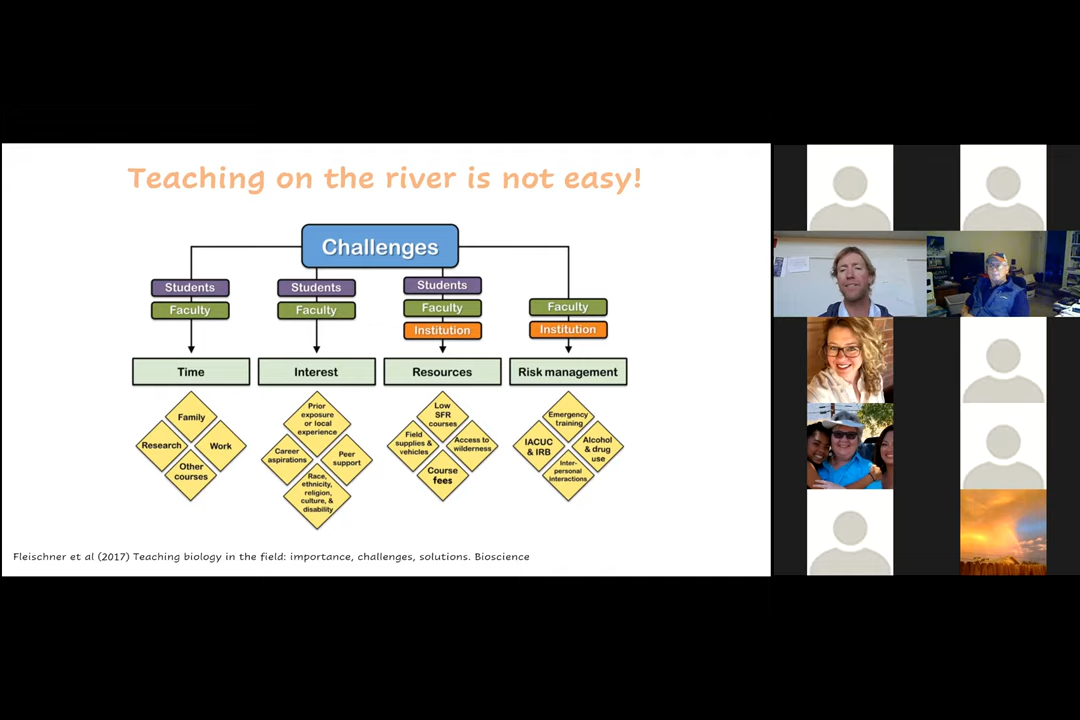 Teaching on the river is not easy!
Challenges
Students
Faculty
Students
Faculty
Students
Faculty
Institution
Faculty
Institution
Time
Interest
Resources
Risk management
Family
Research
Work
Other
courses
Prior
exposure
or local
experience
Career
aspirations
Peer
support
Race,
ethnicity,
religion,
culture, &
disability
Low
SFR
courses
Field
supplies &
vehicles
Access to
wilderness
Course
fees
Emergency
training
IACUC
& IRB
Alcohol
& drug
use
Inter-
personal
interactions
Fleischner et al (2017) Teaching biology in the field: importance, challenges, solutions. Bioscience